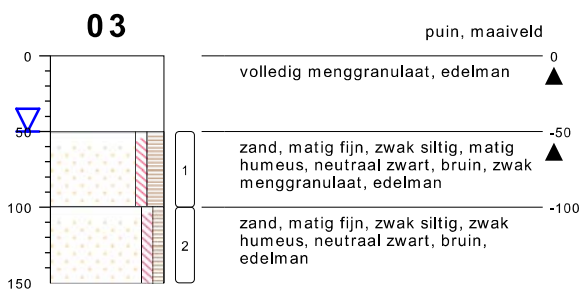 03
puin, maaiveld
0
0
volledig menggranulaat, edelman
50
-50
zand, matig fijn, zwak siltig, matig
humeus, neutraal zwart, bruin, zwak
menggranulaat, edelman
1
100
-100
zand, matig fijn, zwak siltig, zwak
humeus, neutraal zwart, bruin,
edelman
2
150